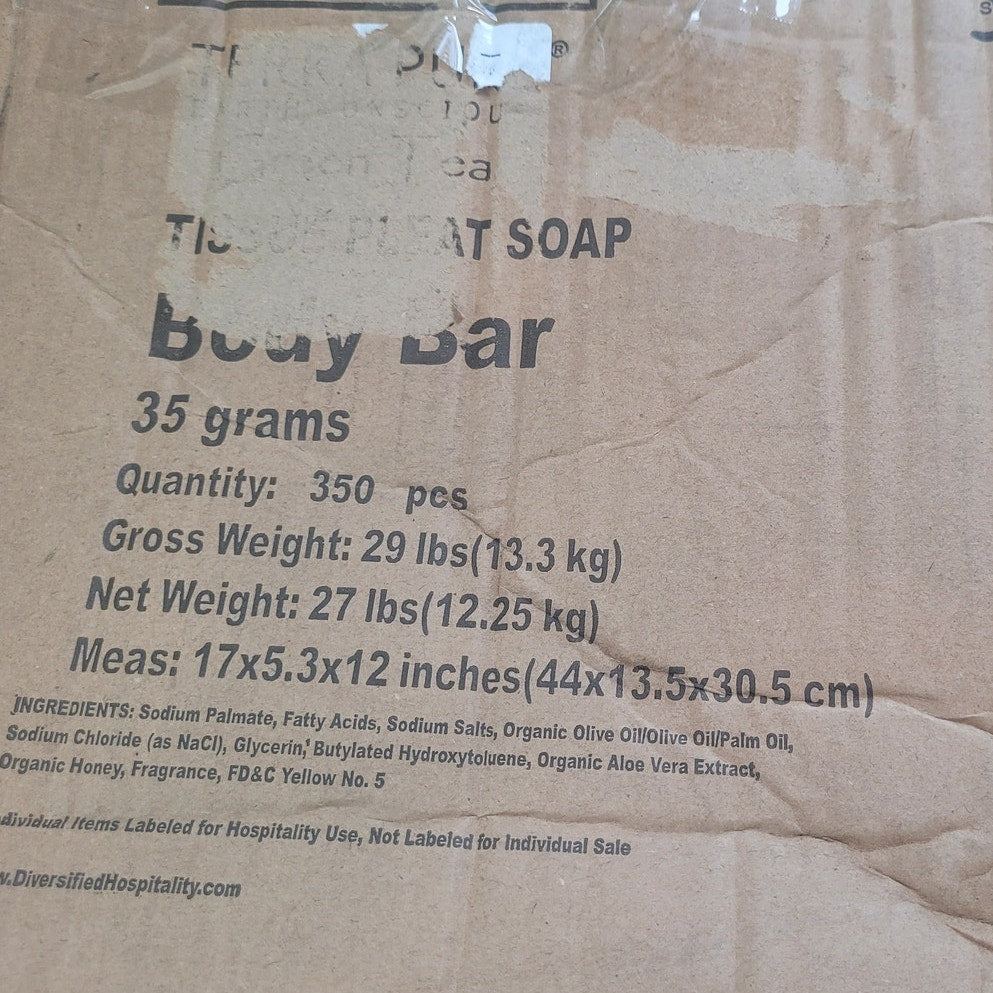 ®
TISSUE PLEAT SOAP
Body Bar
35 grams
Quantity: 350 pcs
Gross Weight: 29 lbs(13.3 kg)
Net Weight: 27 lbs(12.25 kg)
Meas: 17x5.3x12 inches(44x13.5x30.5 cm)
INGREDIENTS: Sodium Palmate, Fatty Acids, Sodium Salts, Organic Olive Oil/Olive Oil/Palm Oil,
Sodium Chloride (as NaCl), Glycerin, Butylated Hydroxytoluene, Organic Aloe Vera Extract,
Organic Honey, Fragrance, FD&C Yellow No. 5
dividual Items Labeled for Hospitality Use, Not Labeled for Individual Sale
w.DiversifiedHospitality.com